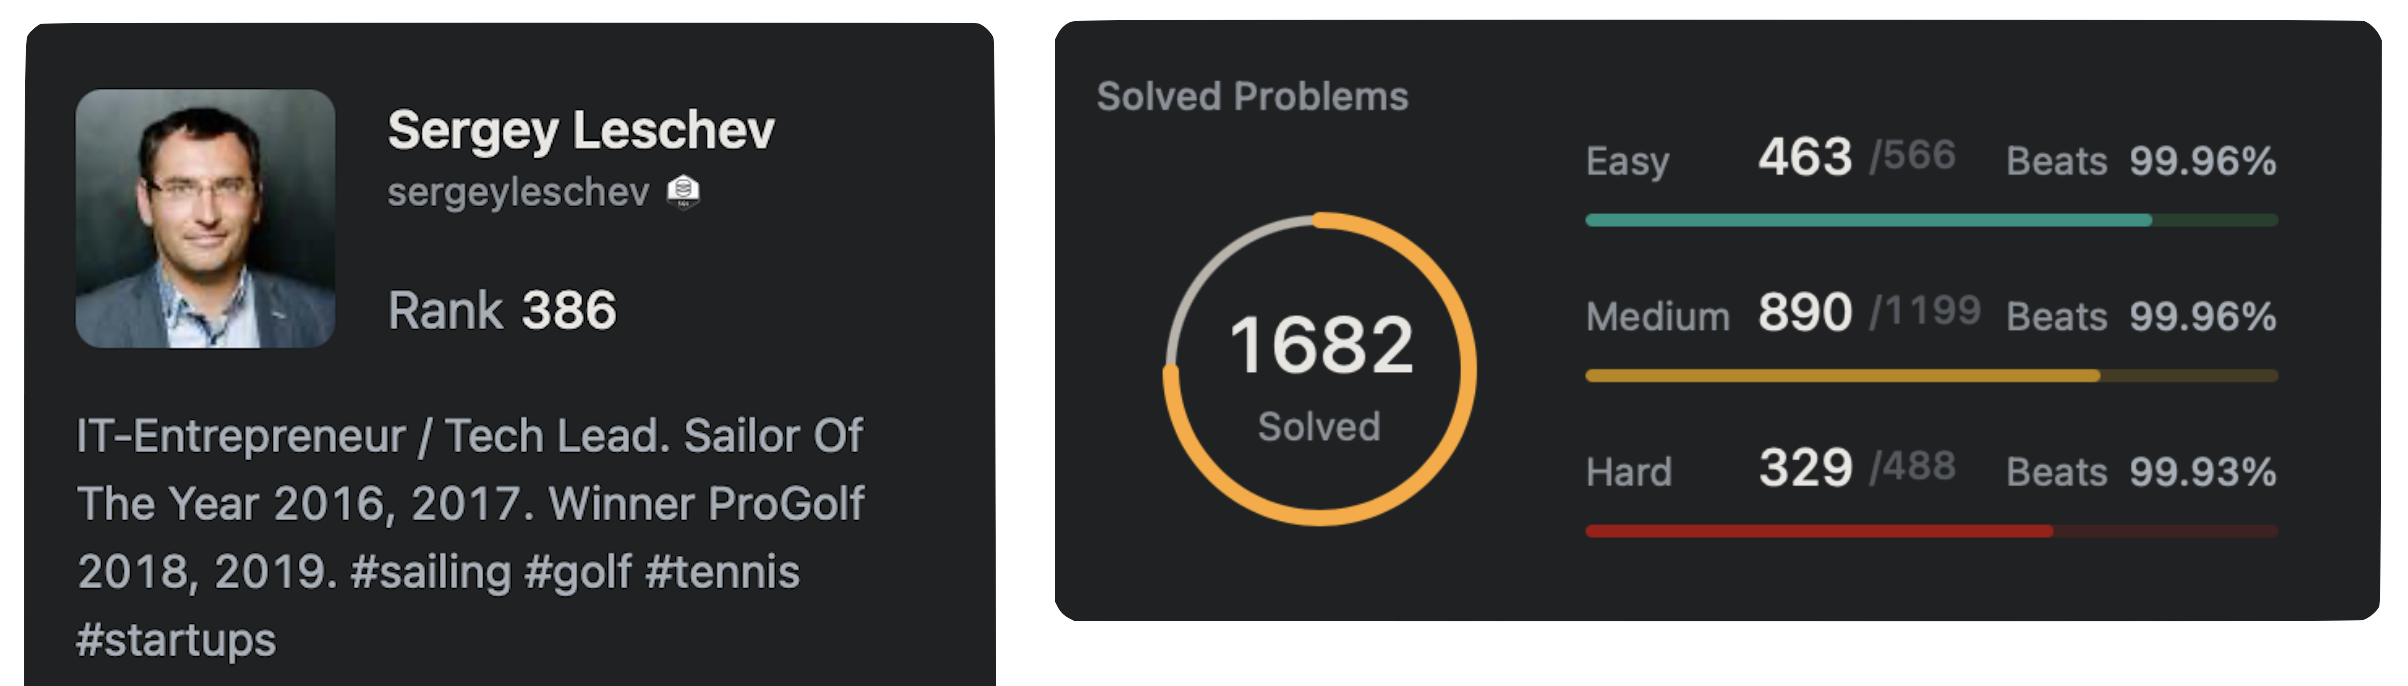 Sergey Leschev
sergeyleschev
Rank 386
IT-Entrepreneur / Tech Lead. Sailor Of
The Year 2016, 2017. Winner ProGolf
2018, 2019. #sailing #golf #tennis
#startups
Solved Problems
1682
Solved
Easy 463 /566 Beats 99.96%
Medium 890 /1199 Beats 99.96%
Hard 329 /488 Beats 99.93%